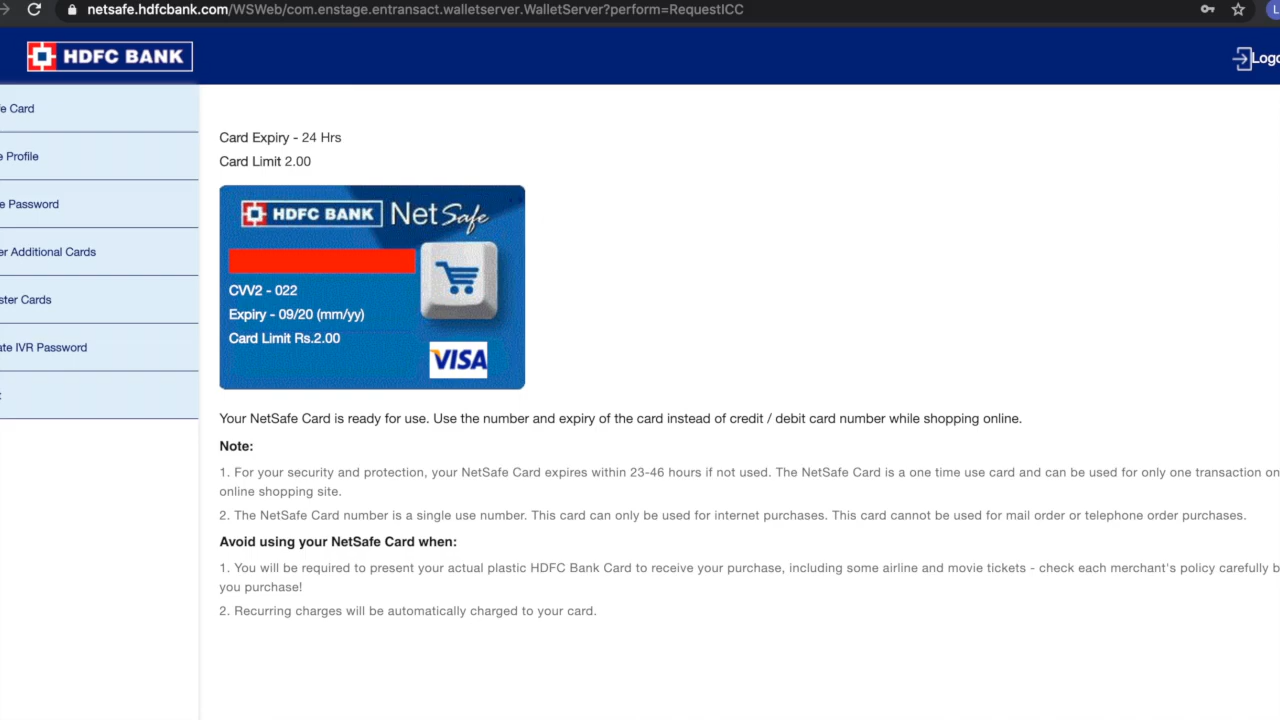 netsafe.hdfcbank.com/WSWeb/com.enstage.entransact.walletserver.WalletServer?perform=RequestICC
L
HDFC BANK
Logo
e Card
e Profile
e Password
er Additional Cards
ster Cards
ate IVR Password
Card Expiry - 24 Hrs
Card Limit 2.00
HDFC BANK NetSafe
CVV2 - 022
Expiry - 09/20 (mm/yy)
Card Limit Rs.2.00
VISA
Your NetSafe Card is ready for use. Use the number and expiry of the card instead of credit / debit card number while shopping online.
Note:
1. For your security and protection, your NetSafe Card expires within 23-46 hours if not used. The NetSafe Card is a one time use card and can be used for only one transaction on
online shopping site.
2. The NetSafe Card number is a single use number. This card can only be used for internet purchases. This card cannot be used for mail order or telephone order purchases.
Avoid using your NetSafe Card when:
1. You will be required to present your actual plastic HDFC Bank Card to receive your purchase, including some airline and movie tickets - check each merchant's policy carefully b
you purchase!
2. Recurring charges will be automatically charged to your card.